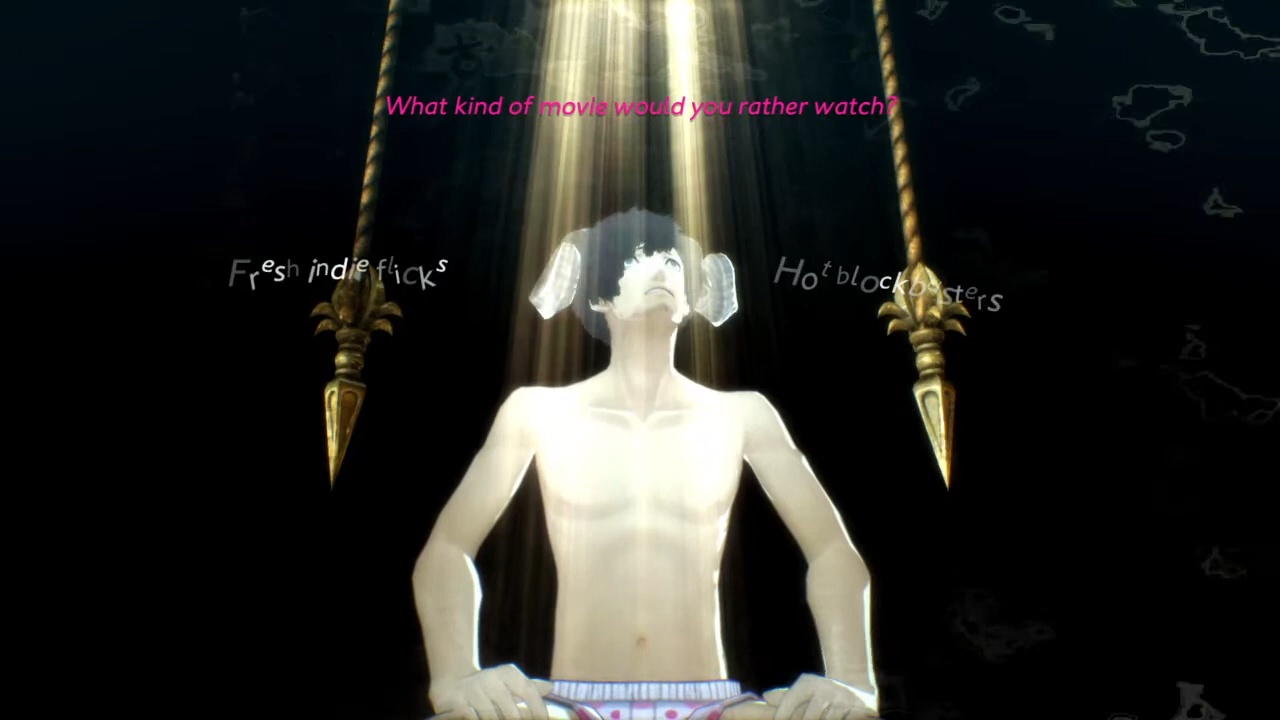 What kind of movie would you rather watch?
Fresh indie flicks
Hot blockbusters